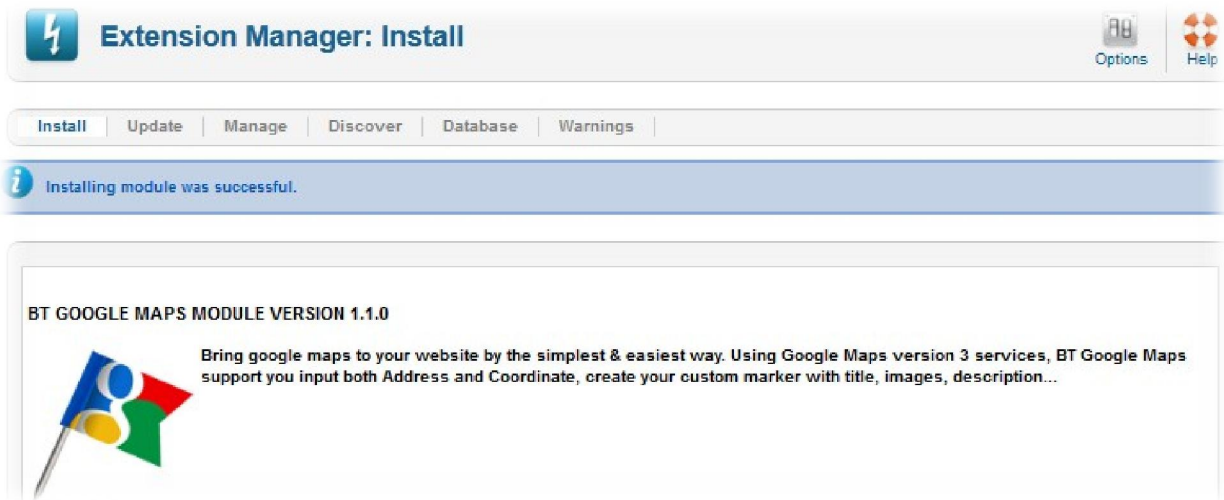 Extension Manager: Install
Options
Help
Install
Update
Manage
Discover
Database
Warnings
Installing module was successful.
BT GOOGLE MAPS MODULE VERSION 1.1.0
Bring google maps to your website by the simplest & easiest way. Using Google Maps version 3 services, BT Google Maps
support you input both Address and Coordinate, create your custom marker with title, images, description...